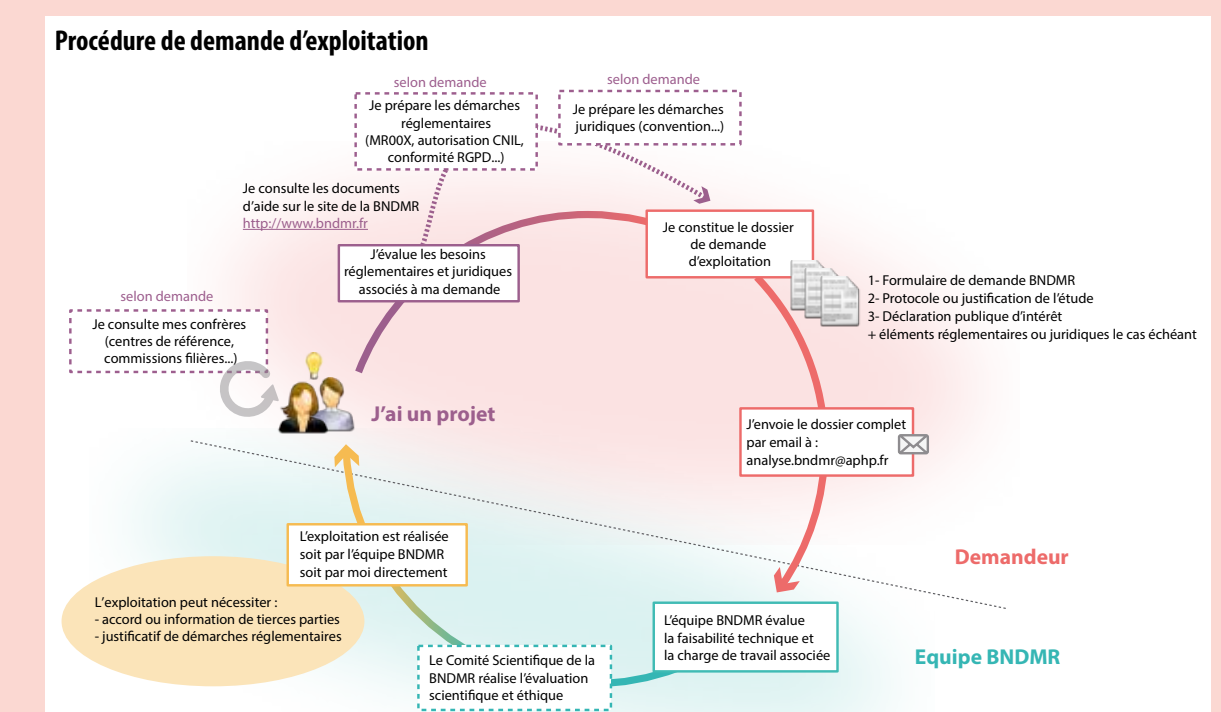 Procédure de demande d'exploitation
selon demande
Je prépare les démarches
réglementaires
(MR00X, autorisation CNIL,
conformité RGPD...)
selon demande
Je prépare les démarches
juridiques (convention...)
Je consulte les documents
d'aide sur le site de la BNDMR
http://www.bndmr.fr
J'évalue les besoins
réglementaires et juridiques
associés à ma demande
Je constitue le dossier
de demande
d'exploitation
1- Formulaire de demande BNDMR
2- Protocole ou justification de l'étude
3- Déclaration publique d'intérêt
+ éléments réglementaires ou juridiques le cas échéant
selon demande
Je consulte mes confrères
(centres de référence,
commissions filières...)
J'ai un projet
J'envoie le dossier complet
par email à :
analyse.bndmr@aphp.fr
Demandeur
L'exploitation est réalisée
soit par l'équipe BNDMR
soit par moi directement
L'exploitation peut nécessiter :
- accord ou information de tierces parties
- justificatif de démarches réglementaires
L'équipe BNDMR évalue
la faisabilité technique et
la charge de travail associée
Equipe BNDMR
Le Comité Scientifique de la
BNDMR réalise l'évaluation
scientifique et éthique